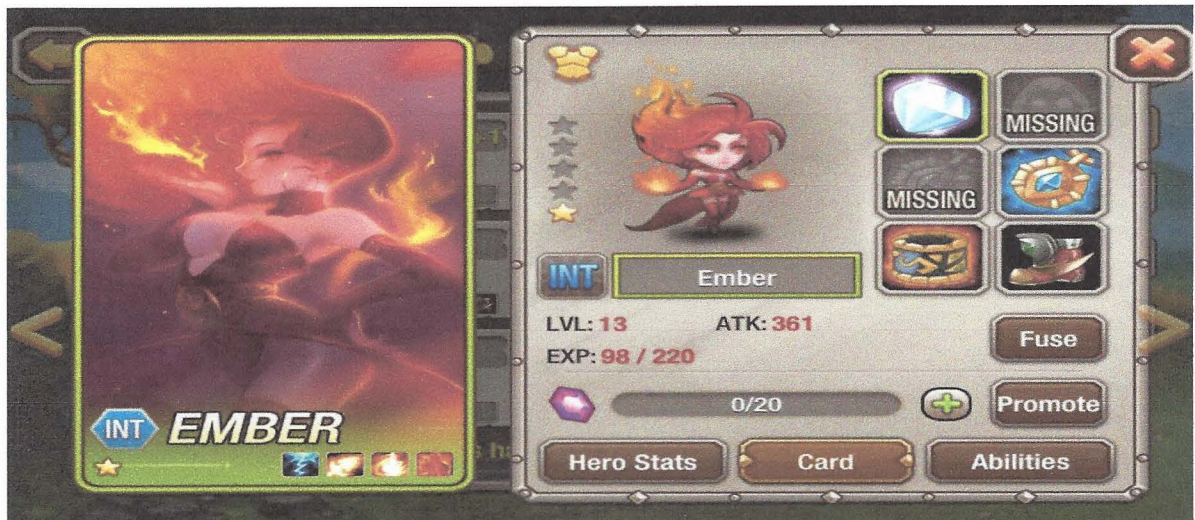 INT EMBER
MISSING
MISSING
INT Ember
LVL: 13 ATK: 361
EXP: 98 / 220
Fuse
0/20
Promote
Hero Stats
Card
Abilities